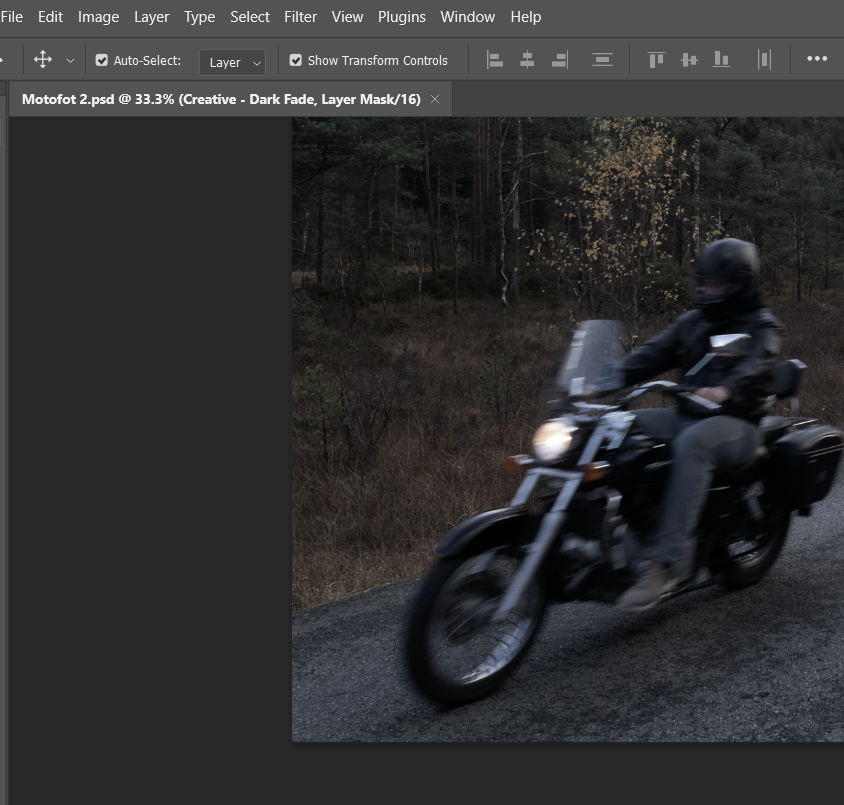 File Edit Image Layer Type Select Filter View Plugins Window Help
Auto-Select: Layer Show Transform Controls
Motofot 2.psd @ 33.3% (Creative - Dark Fade, Layer Mask/16)